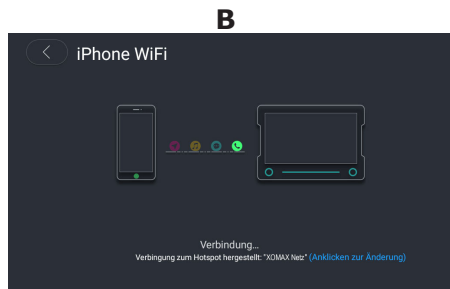 B
iPhone WiFi
Verbindung...
Verbingung zum Hotspot hergestellt: "XOMAX Netz" (Anklicken zur Änderung)